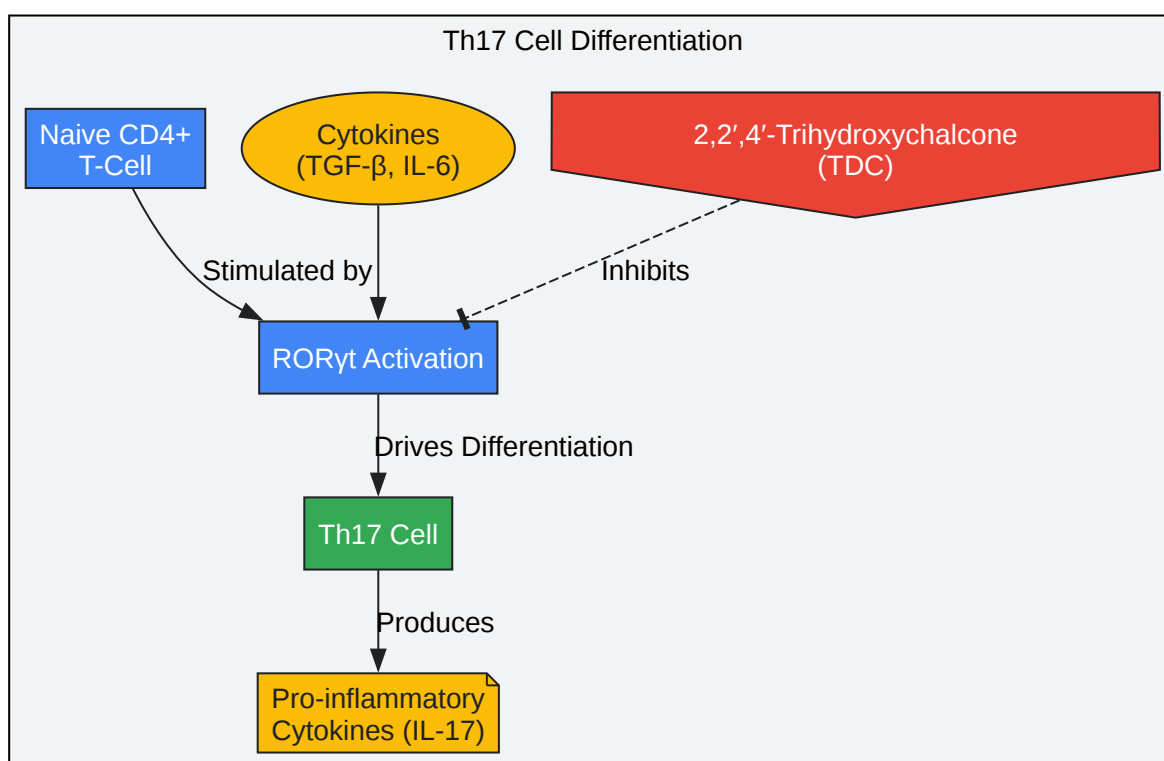 Th17 Cell Differentiation
Naive CD4+
T-Cell
Cytokines
(TGF-β, IL-6)
2,2′,4′-Trihydroxychalcone
(TDC)
Stimulated by
Inhibits
RORγt Activation
Drives Differentiation
Th17 Cell
Produces
Pro-inflammatory
Cytokines (IL-17)